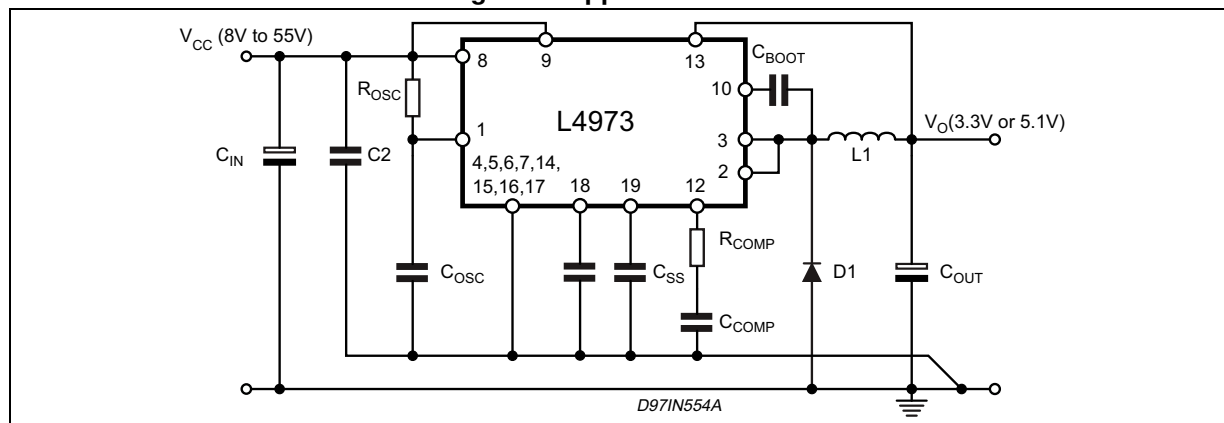 V_CC (8V to 55V)
8
9
13
C_BOOT
10
R_OSC
L4973
1
3
V_O(3.3V or 5.1V)
C_IN
C2
4,5,6,7,14,
15,16,17
18
19
12
2
L1
R_COMP
C_OSC
C_SS
D1
C_OUT
C_COMP
D97IN554A